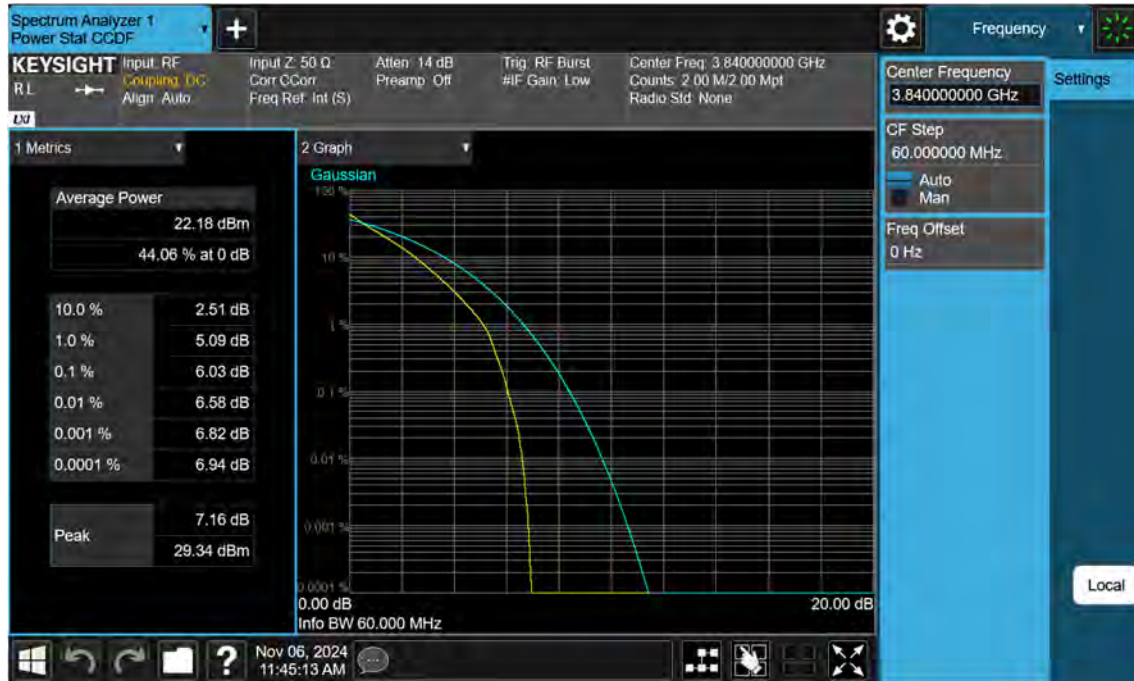 Spectrum Analyzer 1
Power Stat CCDF
+
Frequency
KEYSIGHT
RL
LXI
Input: RF
Coupling: DC
Align: Auto
Input Z: 50 Ω
Corr CCorr
Freq Ref: Int (S)
Atten: 14 dB
Preamp: Off
Trig: RF Burst
#IF Gain: Low
Center Freq: 3.840000000 GHz
Counts: 2.00 M/2.00 Mpt
Radio Std: None
Center Frequency
3.840000000 GHz
Settings
CF Step
60.000000 MHz
Auto
Man
Freq Offset
0 Hz
1 Metrics
Average Power
22.18 dBm
44.06 % at 0 dB
10.0 % 2.51 dB
1.0 % 5.09 dB
0.1 % 6.03 dB
0.01 % 6.58 dB
0.001 % 6.82 dB
0.0001 % 6.94 dB
Peak
7.16 dB
29.34 dBm
2 Graph
Gaussian
100 %
10 %
1 %
0.1 %
0.01 %
0.001 %
0.0001 %
0.00 dB 20.00 dB
Info BW 60.000 MHz
Local
?
Nov 06, 2024
11:45:13 AM